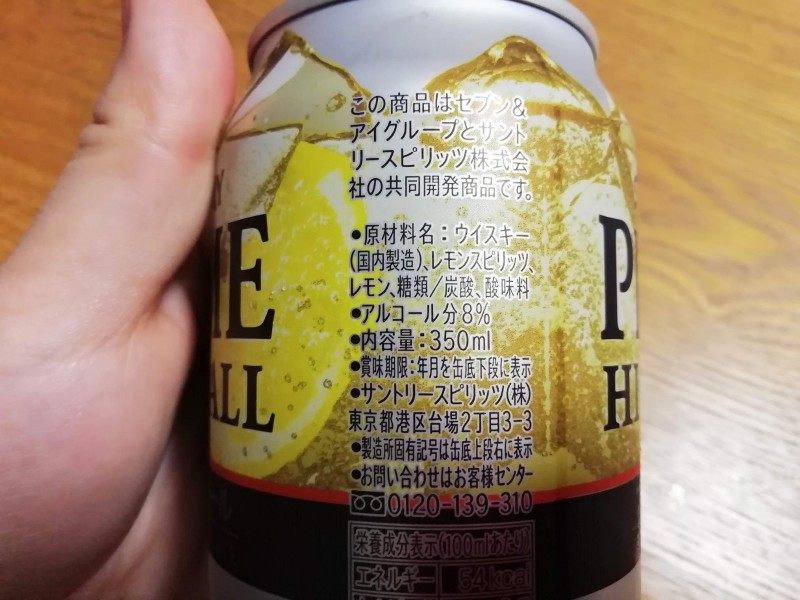 この商品はセブン&
アイグループとサント
リースピリッツ株式会
社の共同開発商品です。
●原材料名:ウイスキー
(国内製造)、レモンスピリッツ、
レモン、糖類/炭酸、酸味料
●アルコール分8%
●内容量:350ml
●賞味期限:年月を缶底下段に表示
●サントリースピリッツ(株)
東京都港区台場2丁目3-3
●製造所固有記号は缶底上段右に表示
●お問い合わせはお客様センター
0120-139-310
栄養成分表示(100mlあたり)
エネルギー 54kcal
ALL